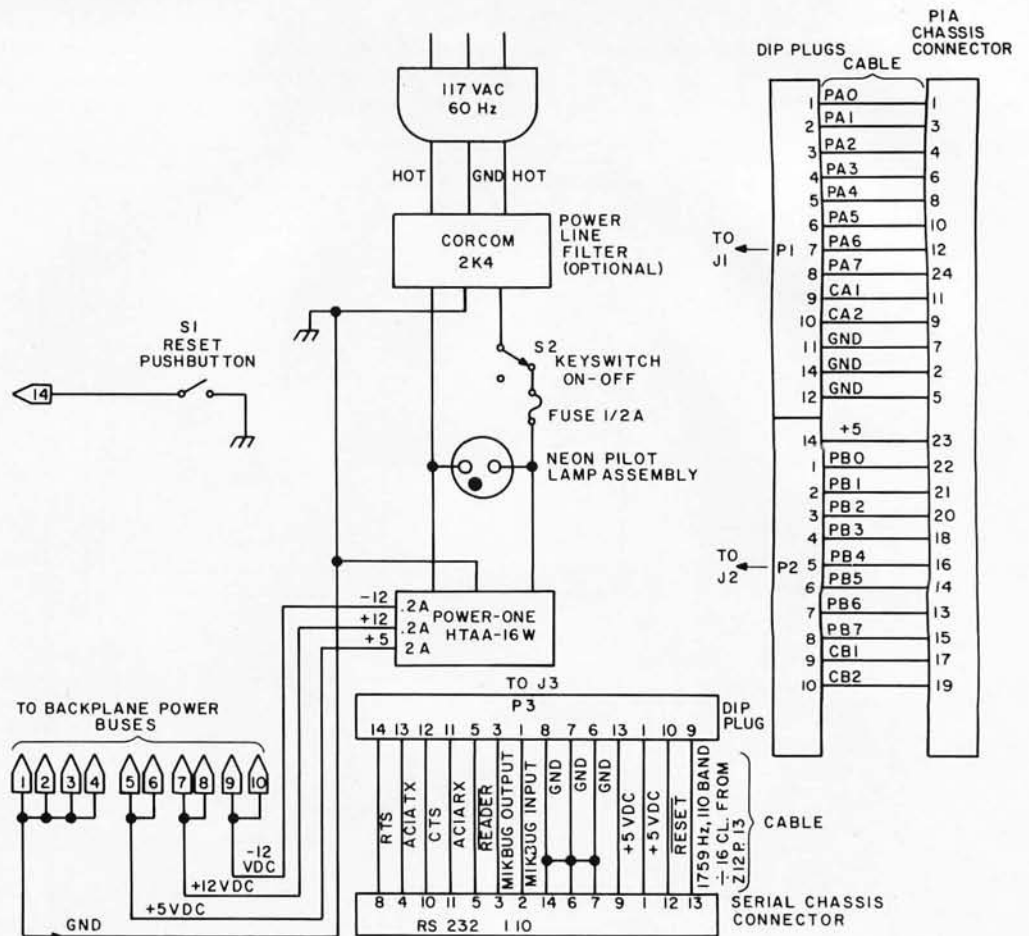 117 VAC
60 Hz
HOT
GND
HOT
CORCOM
2K4
POWER
LINE
FILTER
(OPTIONAL)
S1
RESET
PUSHBUTTON
14
S2
KEYSWITCH
ON-OFF
FUSE 1/2A
NEON PILOT
LAMP ASSEMBLY
-12
+12
+5
.2A
.2A
2A
POWER-ONE
HTAA-16W
TO BACKPLANE POWER
BUSES
1 2 3 4 5 6 7 8 9 10
-12
VDC
+12VDC
+5VDC
GND
TO J3
P3
DIP
PLUG
14 13 12 11 5 3 1 8 7 6 13 1 10 9
RTS
ACIA TX
CTS
ACIA RX
READER
MIKBUG OUTPUT
MIKBUG INPUT
GND
GND
GND
+5VDC
+5VDC
RESET
1759 Hz, 110 BAND
÷16 CL. FROM
Z12 P. 13
CABLE
8 4 10 11 5 3 2 14 6 7 9 1 12 13
RS 232 I 10
SERIAL CHASSIS
CONNECTOR
PIA
CHASSIS
CONNECTOR
DIP PLUGS
CABLE
1 PA0 1
2 PA1 3
3 PA2 4
4 PA3 6
5 PA4 8
6 PA5 10
TO
J1
P1
7 PA6 12
8 PA7 24
9 CA1 11
10 CA2 9
11 GND 7
14 GND 2
12 GND 5
14 +5 23
1 PB0 22
2 PB1 21
3 PB2 20
4 PB3 18
TO
J2
P2
5 PB4 16
6 PB5 14
7 PB6 13
8 PB7 15
9 CB1 17
10 CB2 19